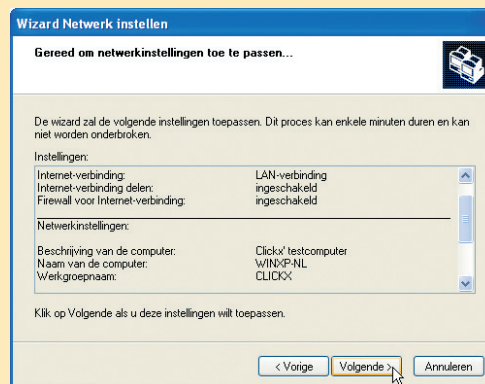 Wizard Netwerk instellen
Gereed om netwerkinstellingen toe te passen...
De wizard zal de volgende instellingen toepassen. Dit proces kan enkele minuten duren en kan
niet worden onderbroken.
Instellingen:
Internet-verbinding: LAN-verbinding
Internet-verbinding delen: ingeschakeld
Firewall voor Internet-verbinding: ingeschakeld
Netwerkinstellingen:
Beschrijving van de computer: Clickx' testcomputer
Naam van de computer: WINXP-NL
Werkgroepnaam: CLICKX
Klik op Volgende als u deze instellingen wilt toepassen.
< Vorige Volgende > Annuleren